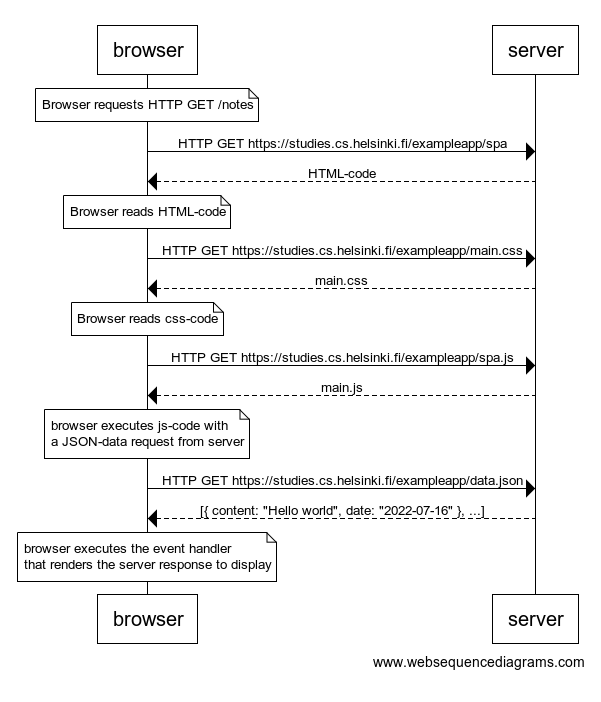 browser
server
Browser requests HTTP GET /notes
HTTP GET https://studies.cs.helsinki.fi/exampleapp/spa
HTML-code
Browser reads HTML-code
HTTP GET https://studies.cs.helsinki.fi/exampleapp/main.css
main.css
Browser reads css-code
HTTP GET https://studies.cs.helsinki.fi/exampleapp/spa.js
main.js
browser executes js-code with
a JSON-data request from server
HTTP GET https://studies.cs.helsinki.fi/exampleapp/data.json
[{ content: "Hello world", date: "2022-07-16" }, ...]
browser executes the event handler
that renders the server response to display
browser
server
www.websequencediagrams.com